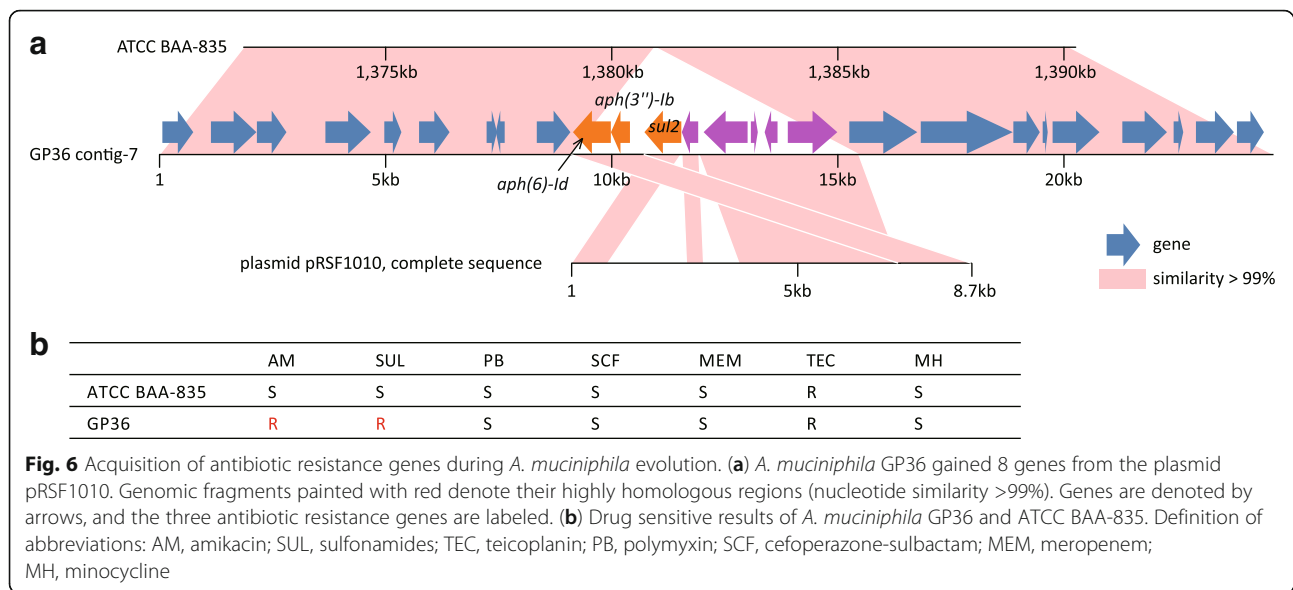 a
ATCC BAA-835
1,375kb 1,380kb 1,385kb 1,390kb
aph(3'')-Ib
sul2
GP36 contig-7
1 5kb 10kb 15kb 20kb
aph(6)-Id
gene
plasmid pRSF1010, complete sequence
similarity > 99%
1 5kb 8.7kb
b
AM SUL PB SCF MEM TEC MH
ATCC BAA-835 S S S S S R S
GP36 R R S S S R S
Fig. 6 Acquisition of antibiotic resistance genes during A. muciniphila evolution. (a) A. muciniphila GP36 gained 8 genes from the plasmid
pRSF1010. Genomic fragments painted with red denote their highly homologous regions (nucleotide similarity >99%). Genes are denoted by
arrows, and the three antibiotic resistance genes are labeled. (b) Drug sensitive results of A. muciniphila GP36 and ATCC BAA-835. Definition of
abbreviations: AM, amikacin; SUL, sulfonamides; TEC, teicoplanin; PB, polymyxin; SCF, cefoperazone-sulbactam; MEM, meropenem;
MH, minocycline